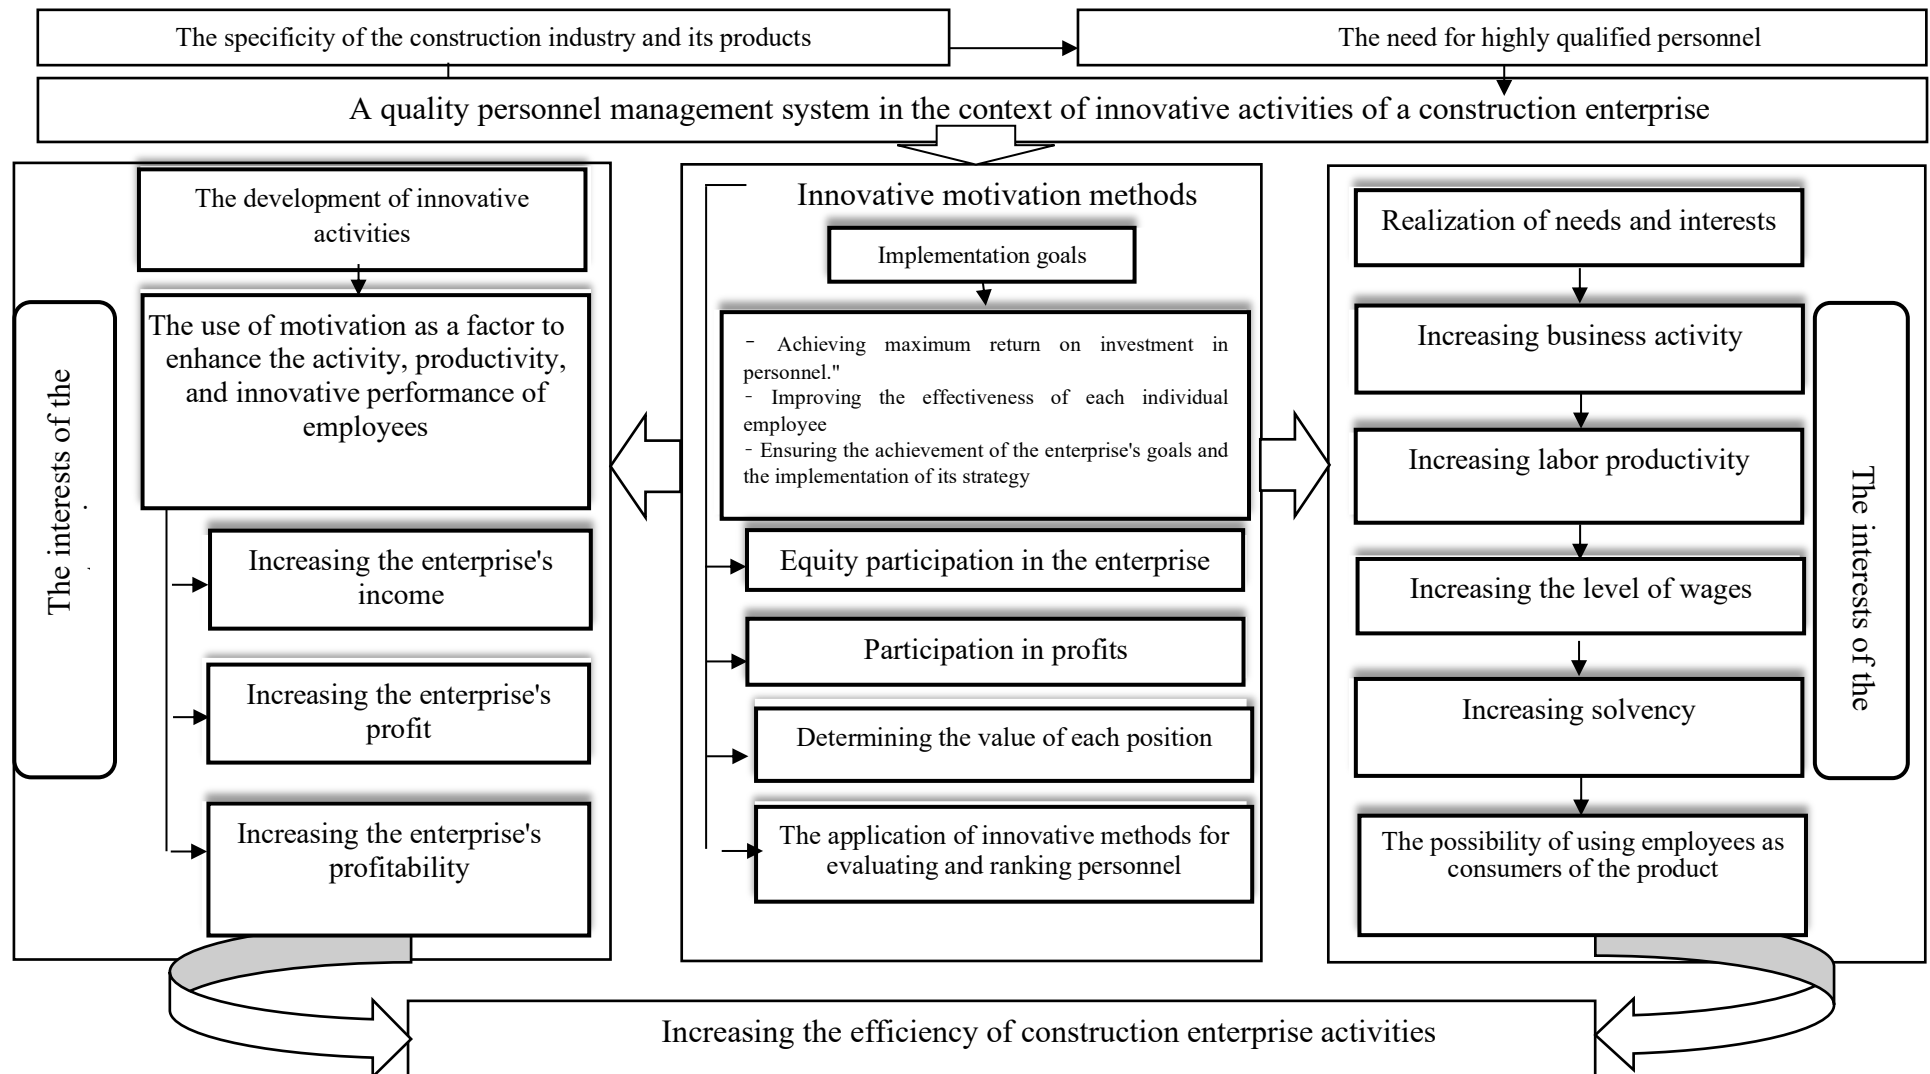 The specificity of the construction industry and its products
The need for highly qualified personnel
A quality personnel management system in the context of innovative activities of a construction enterprise
The interests of the
The development of innovative
activities
The use of motivation as a factor to
enhance the activity, productivity,
and innovative performance of
employees
Increasing the enterprise's
income
Increasing the enterprise's
profit
Increasing the enterprise's
profitability
Innovative motivation methods
Implementation goals
- Achieving maximum return on investment in
personnel."
- Improving the effectiveness of each individual
employee
- Ensuring the achievement of the enterprise's goals and
the implementation of its strategy
Equity participation in the enterprise
Participation in profits
Determining the value of each position
The application of innovative methods for
evaluating and ranking personnel
Realization of needs and interests
Increasing business activity
Increasing labor productivity
Increasing the level of wages
Increasing solvency
The possibility of using employees as
consumers of the product
The interests of the
Increasing the efficiency of construction enterprise activities